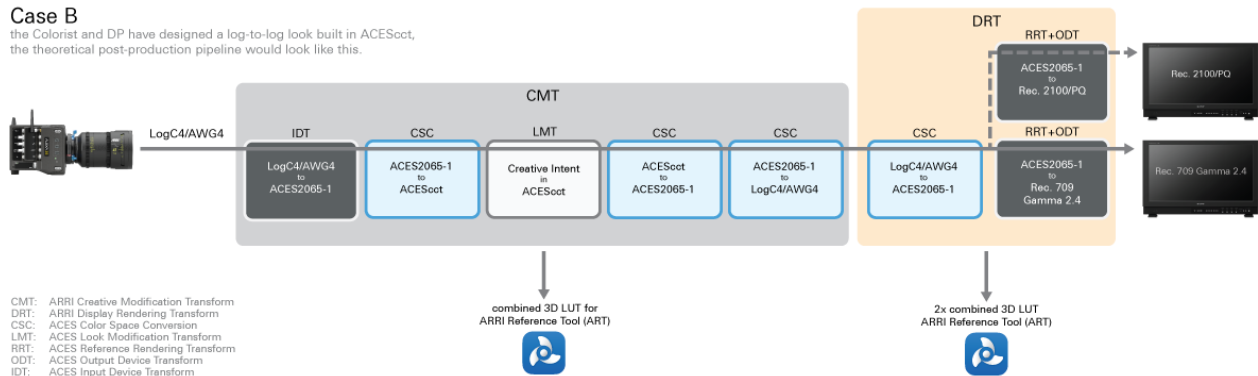 Case B
the Colorist and DP have designed a log-to-log look built in ACEScct,
the theoretical post-production pipeline would look like this.
DRT
RRT+ODT
ACES2065-1
to
Rec. 2100/PQ
Rec. 2100/PQ
CMT
LogC4/AWG4
IDT
LogC4/AWG4
to
ACES2065-1
CSC
ACES2065-1
to
ACEScct
LMT
Creative Intent
in
ACEScct
CSC
ACEScct
to
ACES2065-1
CSC
ACES2065-1
to
LogC4/AWG4
CSC
LogC4/AWG4
to
ACES2065-1
RRT+ODT
ACES2065-1
to
Rec. 709
Gamma 2.4
Rec. 709 Gamma 2.4
combined 3D LUT for
ARRI Reference Tool (ART)
2x combined 3D LUT
ARRI Reference Tool (ART)
CMT: ARRI Creative Modification Transform
DRT: ARRI Display Rendering Transform
CSC: ACES Color Space Conversion
LMT: ACES Look Modification Transform
RRT: ACES Reference Rendering Transform
ODT: ACES Output Device Transform
IDT: ACES Input Device Transform